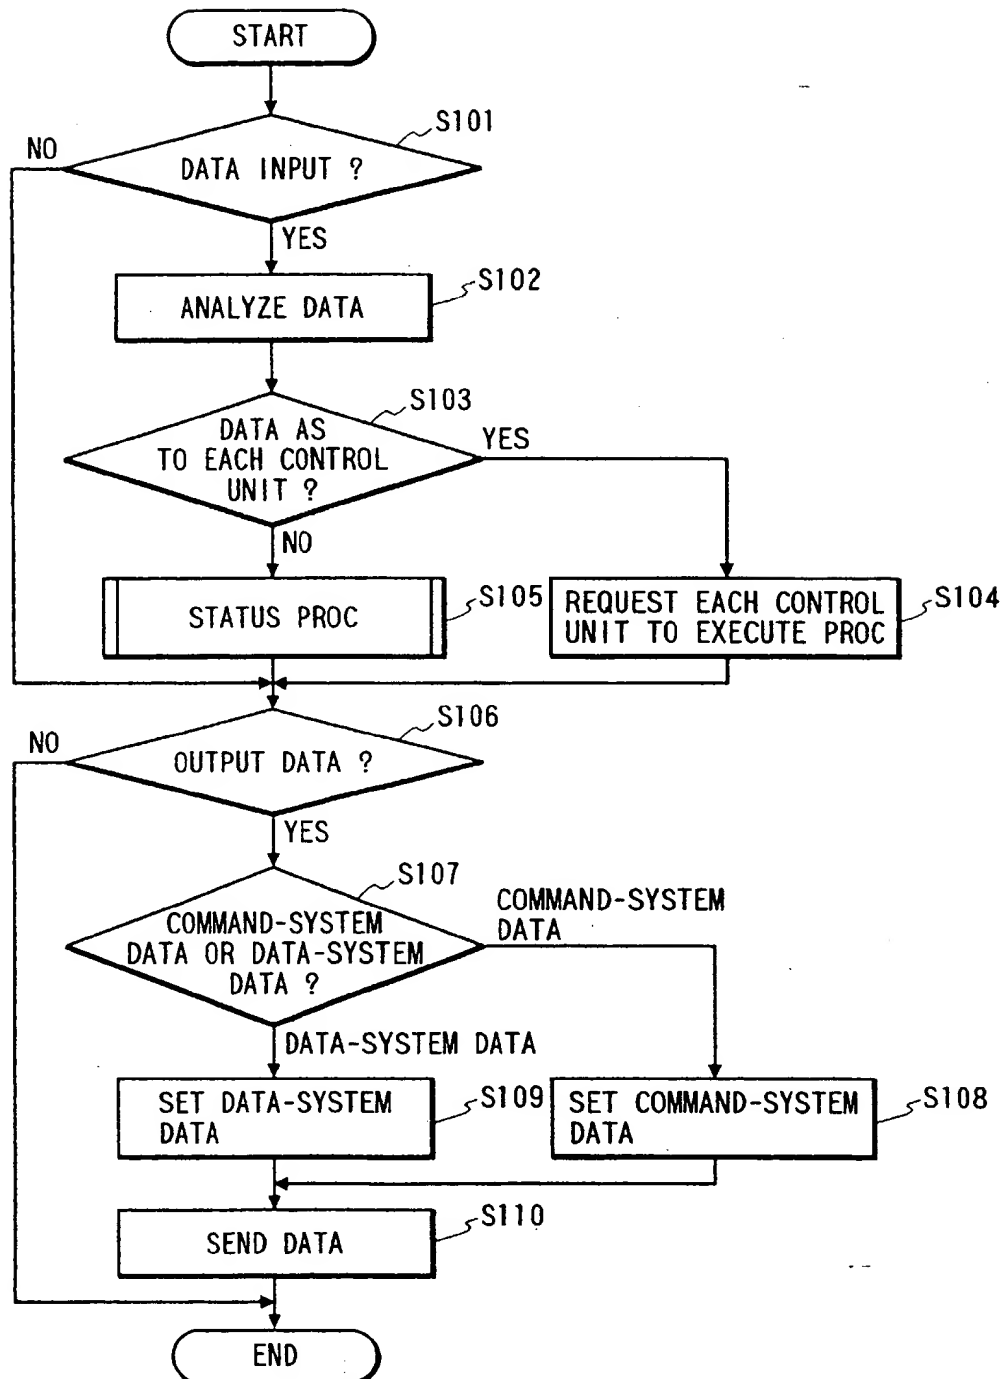 START
S101
NO
DATA INPUT ?
YES
S102
ANALYZE DATA
S103
DATA AS
TO EACH CONTROL
UNIT ?
YES
NO
STATUS PROC
S105
REQUEST EACH CONTROL
UNIT TO EXECUTE PROC
S104
S106
NO
OUTPUT DATA ?
YES
S107
COMMAND-SYSTEM
DATA OR DATA-SYSTEM
DATA ?
COMMAND-SYSTEM
DATA
DATA-SYSTEM DATA
SET DATA-SYSTEM
DATA
S109
SET COMMAND-SYSTEM
DATA
S108
S110
SEND DATA
END